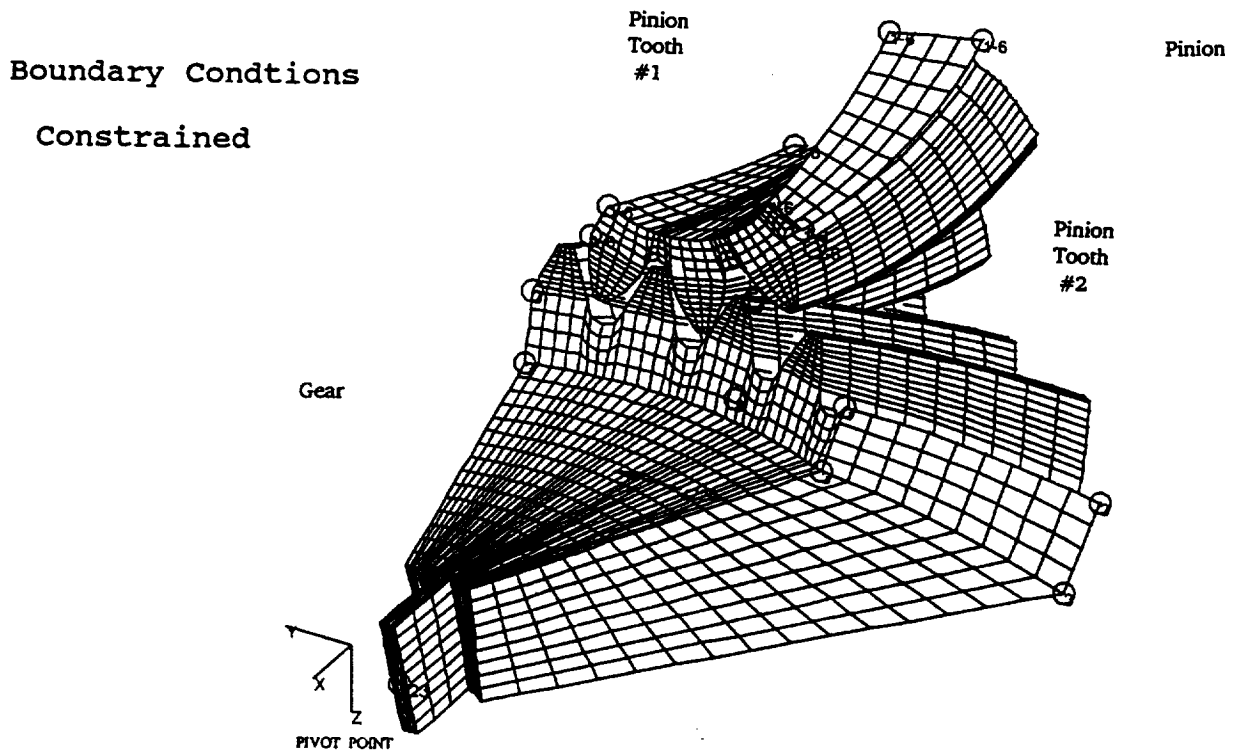 Boundary Condtions
Constrained
Pinion
Tooth
#1
Pinion
Pinion
Tooth
#2
Gear
Y
X
Z
PIVOT POINT